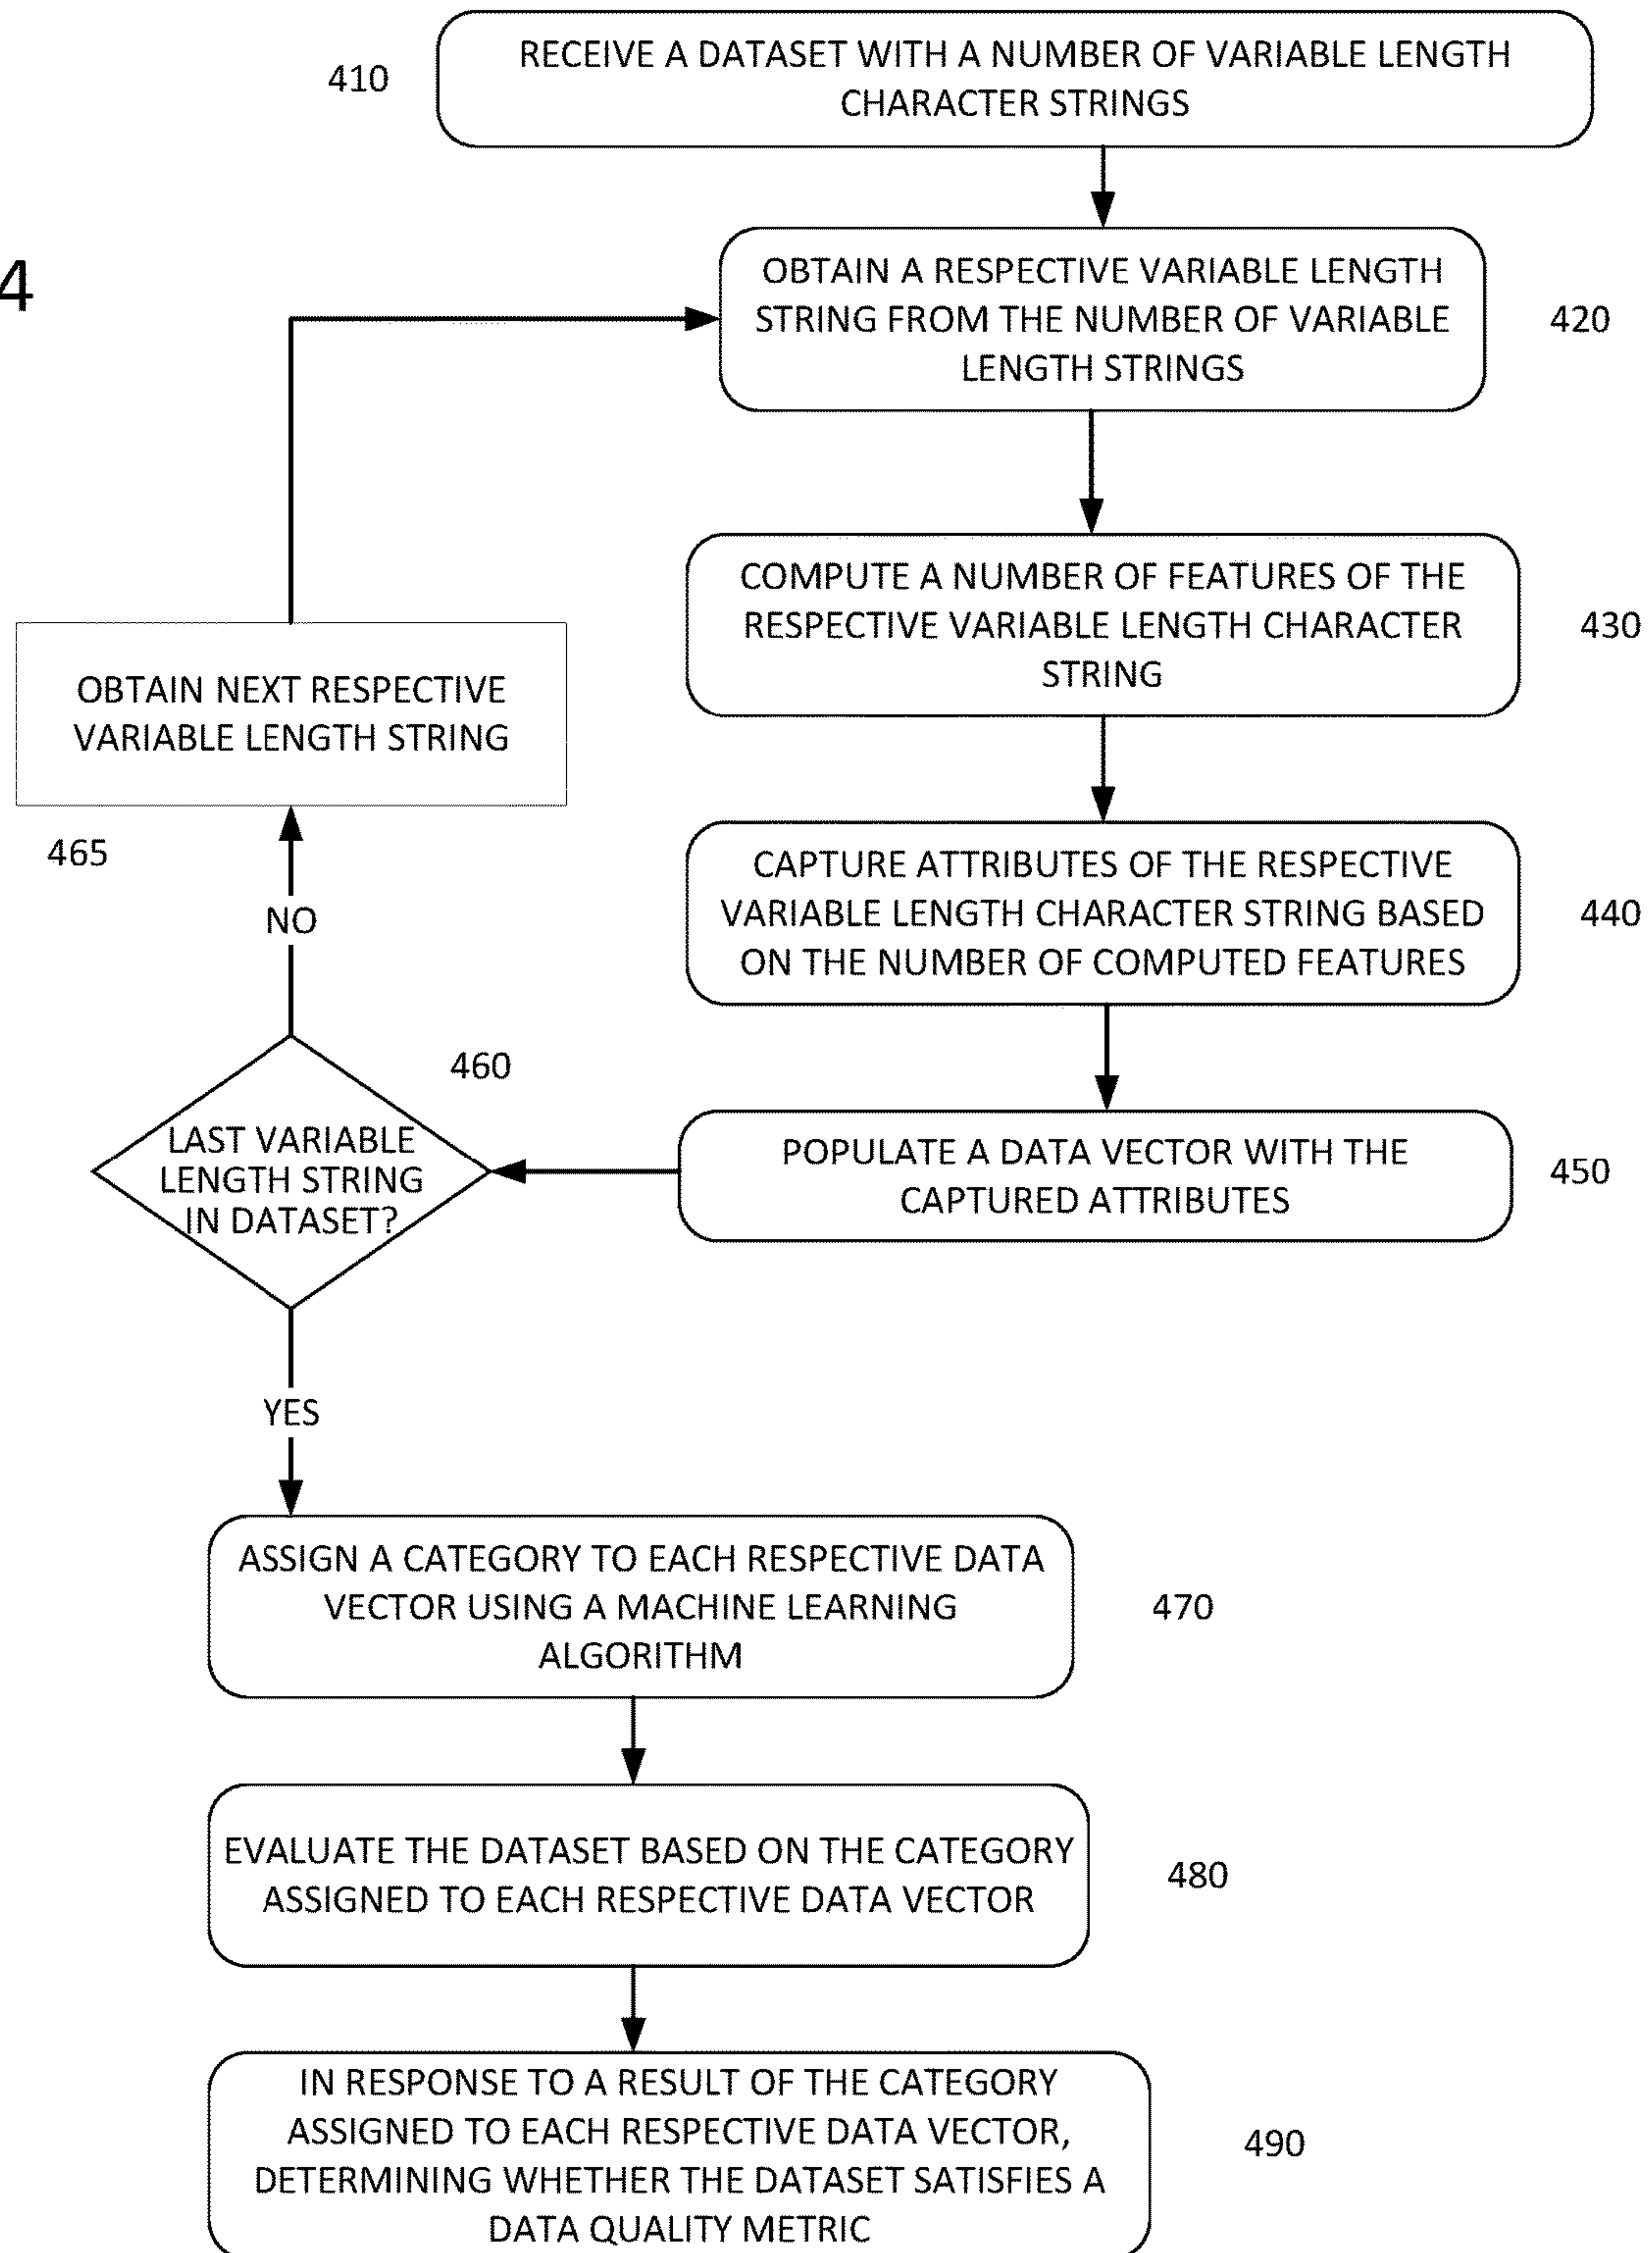 410
RECEIVE A DATASET WITH A NUMBER OF VARIABLE LENGTH
CHARACTER STRINGS
4
OBTAIN A RESPECTIVE VARIABLE LENGTH
STRING FROM THE NUMBER OF VARIABLE
LENGTH STRINGS
420
COMPUTE A NUMBER OF FEATURES OF THE
RESPECTIVE VARIABLE LENGTH CHARACTER
STRING
430
OBTAIN NEXT RESPECTIVE
VARIABLE LENGTH STRING
465
CAPTURE ATTRIBUTES OF THE RESPECTIVE
VARIABLE LENGTH CHARACTER STRING BASED
ON THE NUMBER OF COMPUTED FEATURES
440
NO
POPULATE A DATA VECTOR WITH THE
CAPTURED ATTRIBUTES
450
460
LAST VARIABLE
LENGTH STRING
IN DATASET?
YES
ASSIGN A CATEGORY TO EACH RESPECTIVE DATA
VECTOR USING A MACHINE LEARNING
ALGORITHM
470
EVALUATE THE DATASET BASED ON THE CATEGORY
ASSIGNED TO EACH RESPECTIVE DATA VECTOR
480
IN RESPONSE TO A RESULT OF THE CATEGORY
ASSIGNED TO EACH RESPECTIVE DATA VECTOR,
DETERMINING WHETHER THE DATASET SATISFIES A
DATA QUALITY METRIC
490